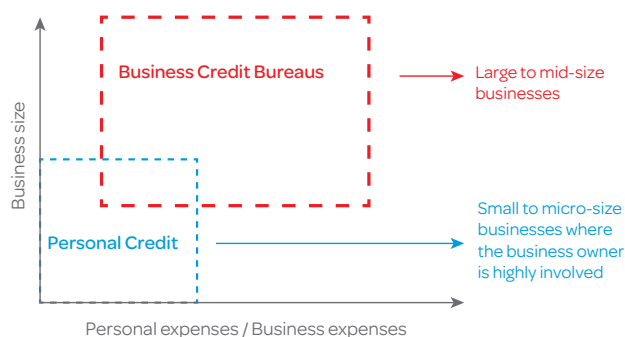 Business size
Business Credit Bureaus
Large to mid-size
businesses
Personal Credit
Small to micro-size
businesses where
the business owner
is highly involved
Personal expenses / Business expenses